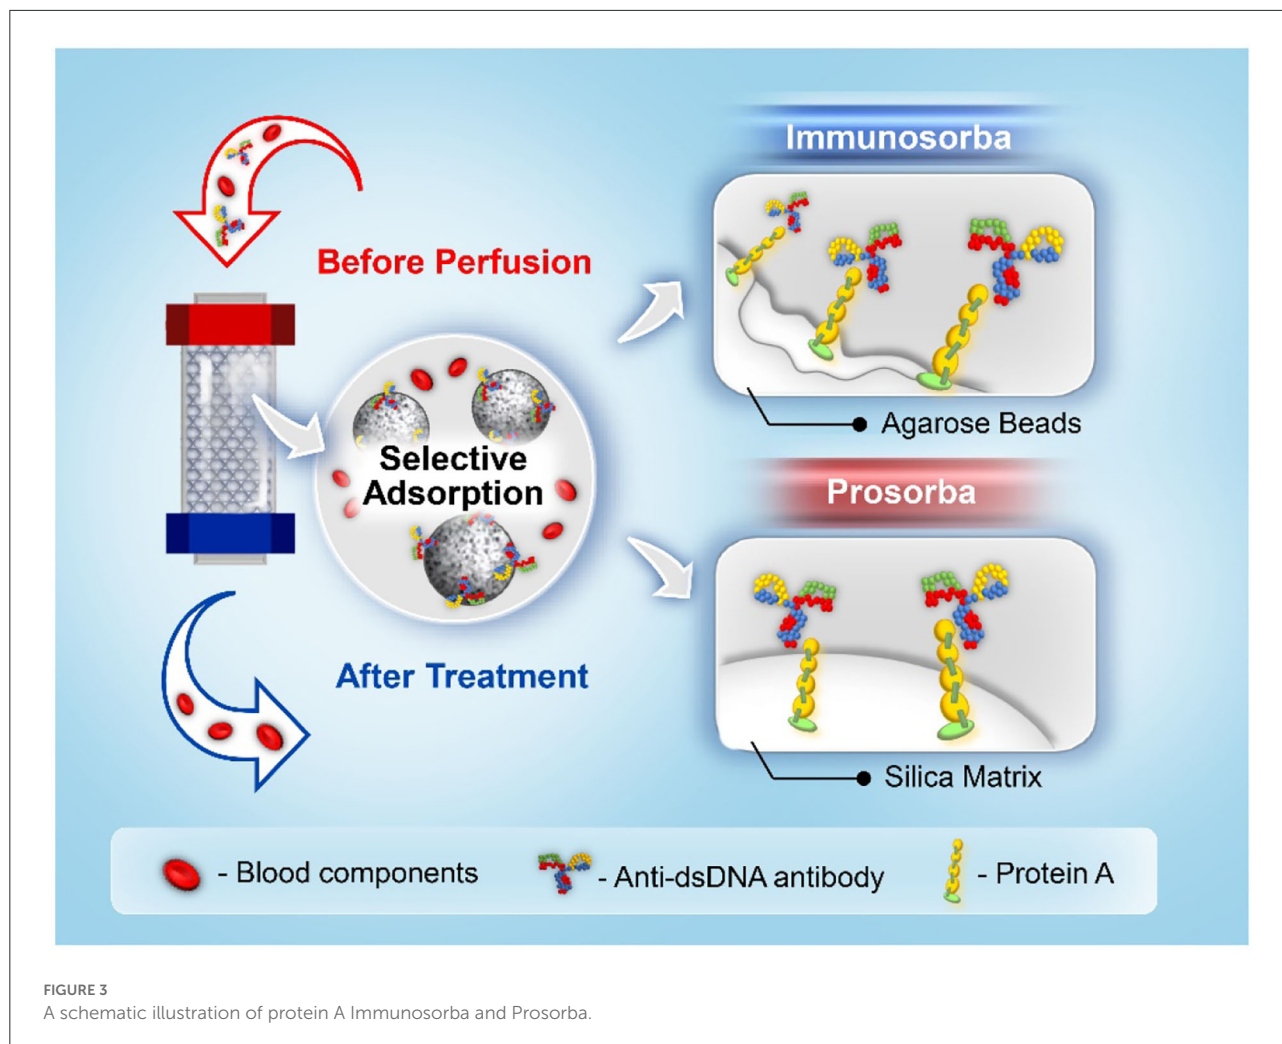 Immunosorba
Before Perfusion
Agarose Beads
Selective
Adsorption
Prosorba
After Treatment
Silica Matrix
- Blood components
- Anti-dsDNA antibody
- Protein A
FIGURE 3
A schematic illustration of protein A Immunosorba and Prosorba.